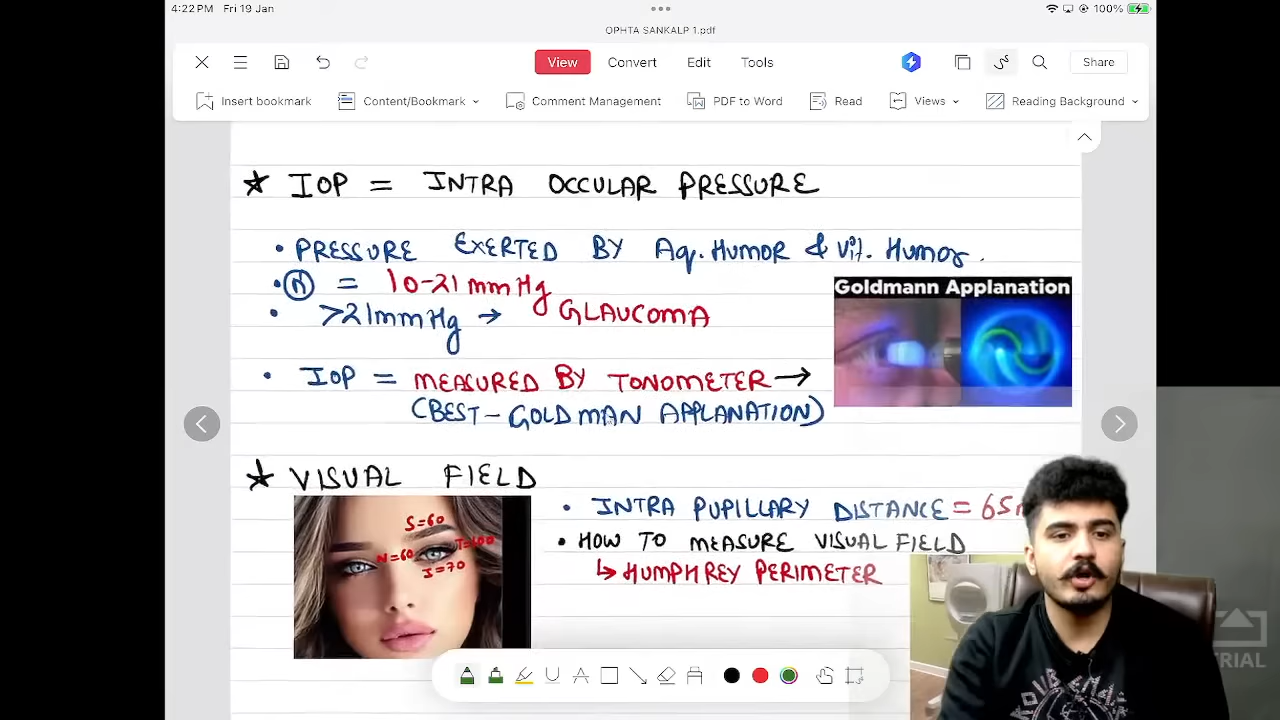 4:22 PM Fri 19 Jan
100%
OPHTA SANKALP 1.pdf
View Convert Edit Tools
Share
Insert bookmark Content/Bookmark Comment Management PDF to Word Read Views Reading Background
★ IOP = INTRA OCCULAR PRESSURE
• PRESSURE EXERTED BY Aq. HUMOR & Vit. Humor.
• n = 10-21 mmHg
• >21mmHg → GLAUCOMA
Goldmann Applanation
• IOP = MEASURED BY TONOMETER →
(BEST - GOLDMAN APPLANATION)
★ VISUAL FIELD
• INTRA PUPILLARY DISTANCE = 65
• HOW TO MEASURE VISUAL FIELD
↳ HUMPHREY PERIMETER
S=60
N=60 T=100
I=70